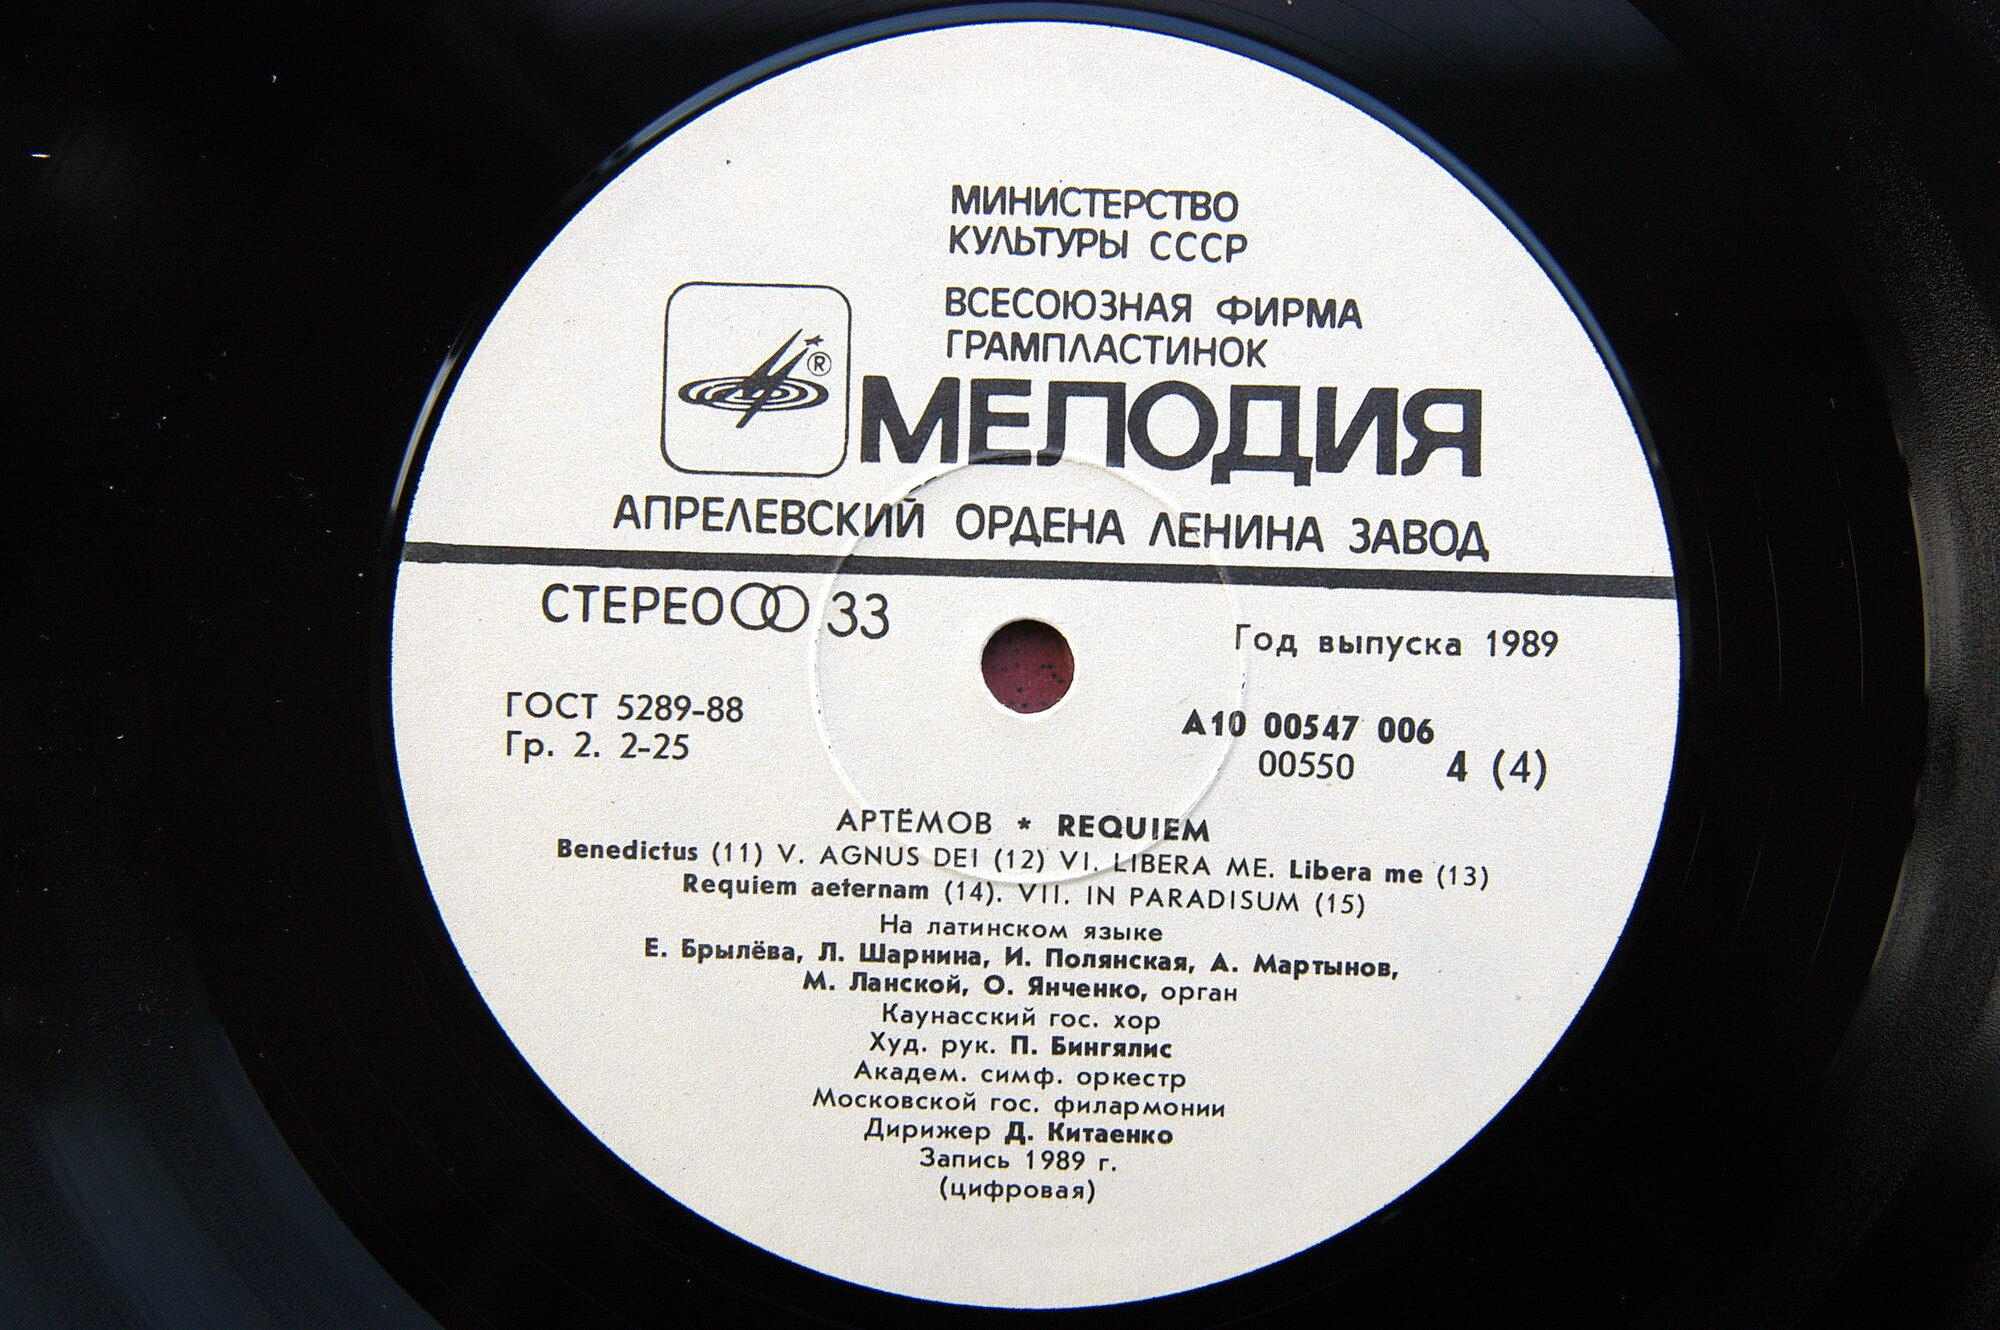 МИНИСТЕРСТВО
КУЛЬТУРЫ СССР
ВСЕСОЮЗНАЯ ФИРМА
ГРАМПЛАСТИНОК
®
МЕЛОДИЯ
АПРЕЛЕВСКИЙ ОРДЕНА ЛЕНИНА ЗАВОД
СТЕРЕО 33
Год выпуска 1989
ГОСТ 5289-88
Гр. 2. 2-25
А10 00547 006
00550 4 (4)
АРТЁМОВ * REQUIEM
Benedictus (11) V. AGNUS DEI (12) VI. LIBERA ME. Libera me (13)
Requiem aeternam (14). VII. IN PARADISUM (15)
На латинском языке
Е. Брылёва, Л. Шарнина, И. Полянская, А. Мартынов,
М. Ланской, О. Янченко, орган
Каунасский гос. хор
Худ. рук. П. Бингялис
Академ. симф. оркестр
Московской гос. филармонии
Дирижер Д. Китаенко
Запись 1989 г.
(цифровая)